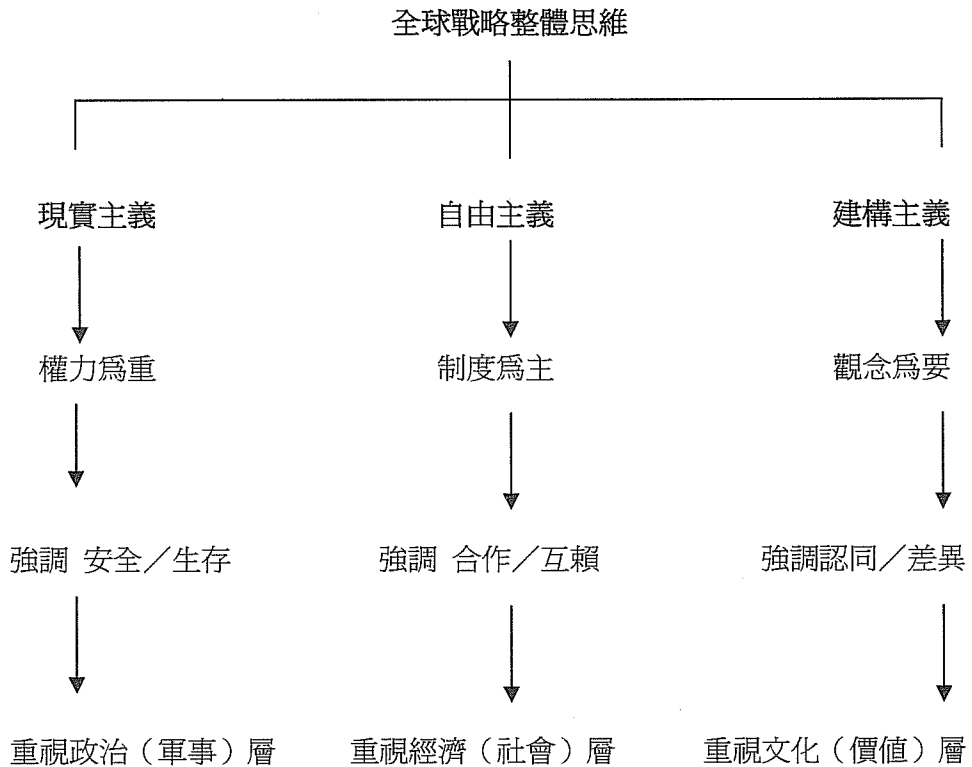 全球戰略整體思維
現實主義 自由主義 建構主義
權力爲重 制度爲主 觀念爲要
強調 安全／生存 強調 合作／互賴 強調認同／差異
重視政治（軍事）層 重視經濟（社會）層 重視文化（價值）層